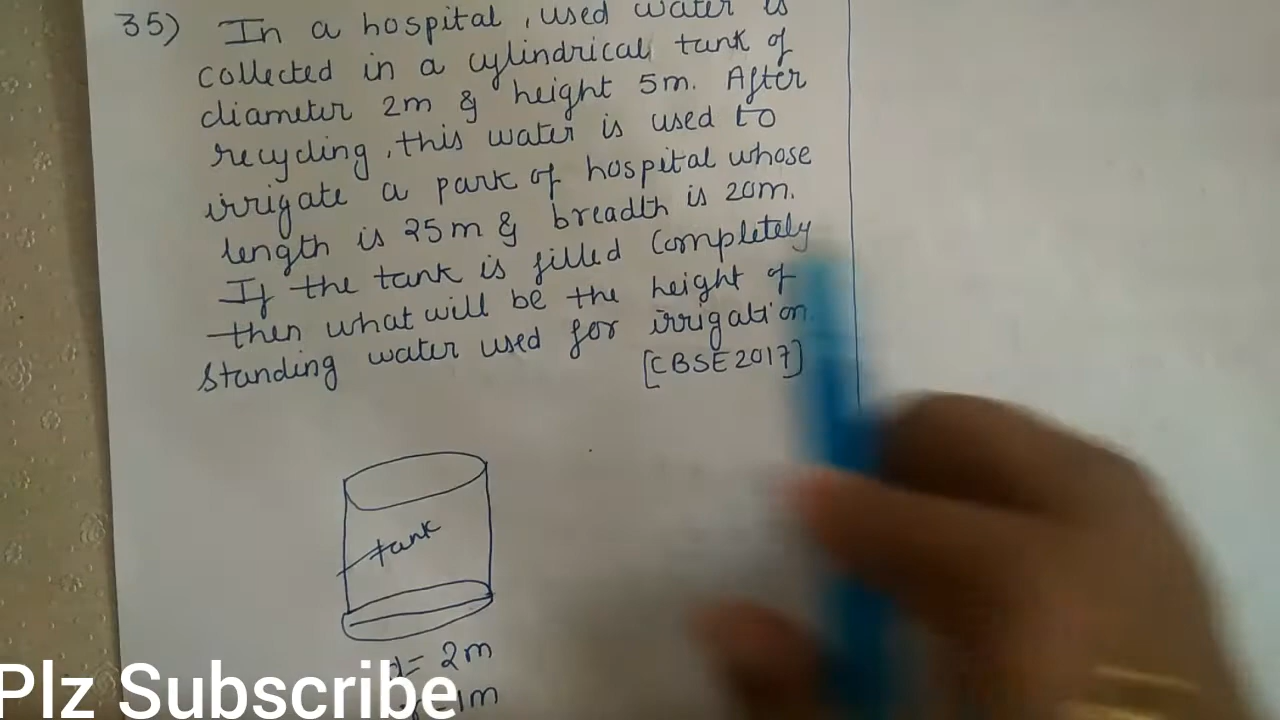 35) In a hospital, used water is
collected in a cylindrical tank of
diameter 2m & height 5m. After
recycling, this water is used to
irrigate a park of hospital whose
length is 25m & breadth is 20m.
If the tank is filled completely
then what will be the height of
standing water used for irrigation.
[CBSE 2017]
tank
d= 2m
=1m
Plz Subscribe